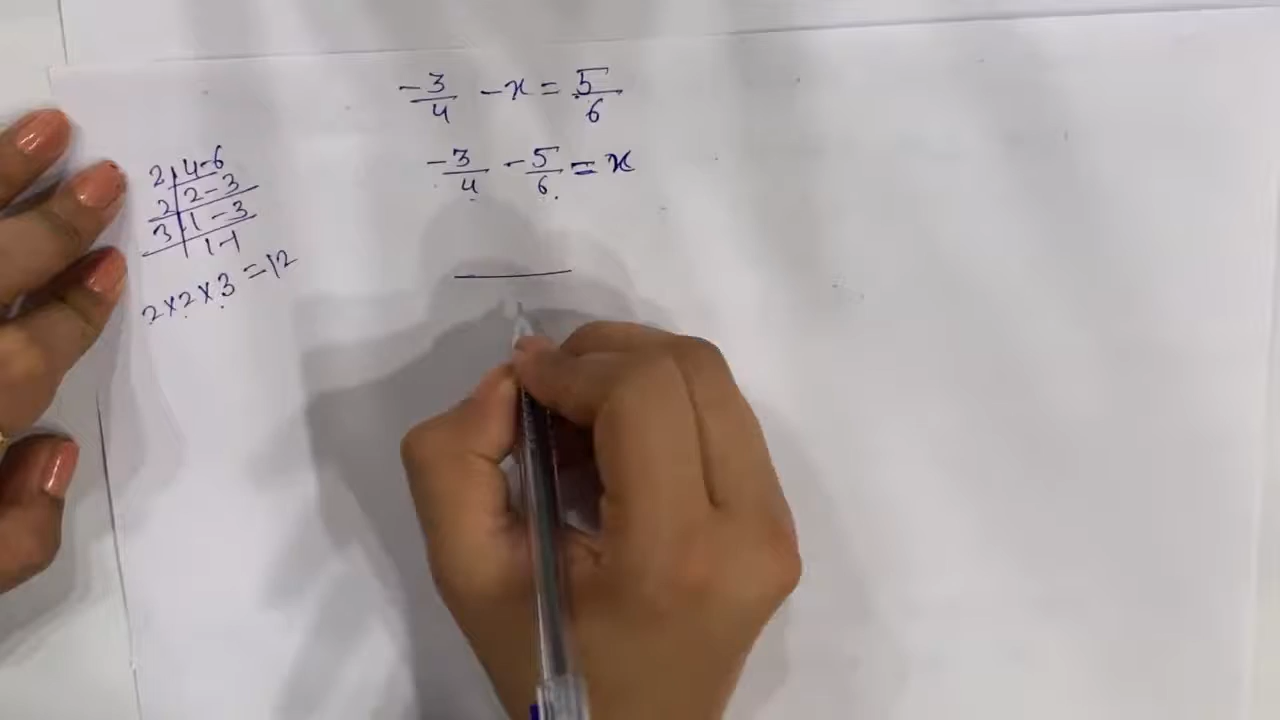 -3/4 - x = 5/6
-3/4 - 5/6 = x
2 | 4-6
2 | 2-3
3 | 1-3
1-1
2×2×3=12